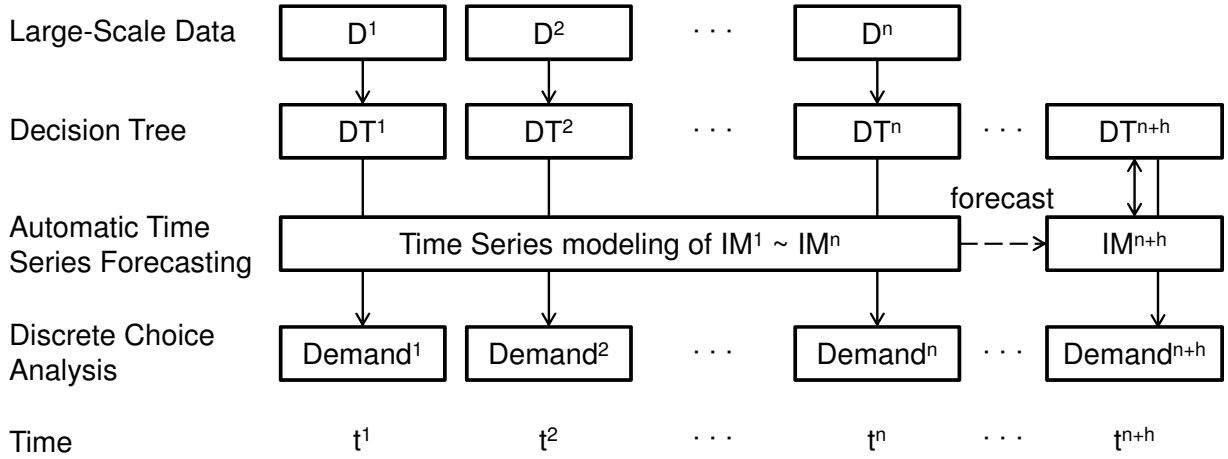 Large-Scale Data D¹ D² · · · Dⁿ
Decision Tree DT¹ DT² · · · DTⁿ · · · DTⁿ⁺ʰ
forecast
Automatic Time
Series Forecasting
Time Series modeling of IM¹ ~ IMⁿ IMⁿ⁺ʰ
Discrete Choice
Analysis
Demand¹ Demand² · · · Demandⁿ · · · Demandⁿ⁺ʰ
Time t¹ t² · · · tⁿ · · · tⁿ⁺ʰ